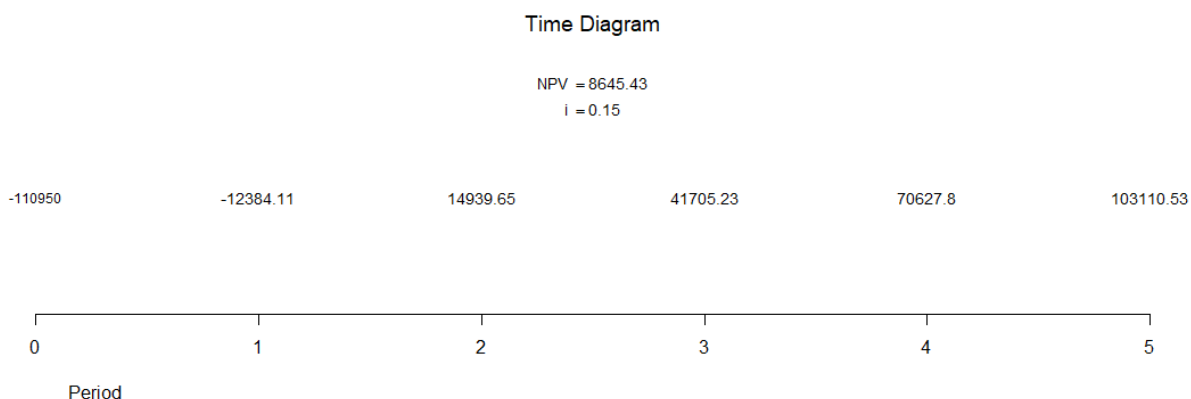 Time Diagram
NPV = 8645.43
i = 0.15
-110950 -12384.11 14939.65 41705.23 70627.8 103110.53
0 1 2 3 4 5
Period